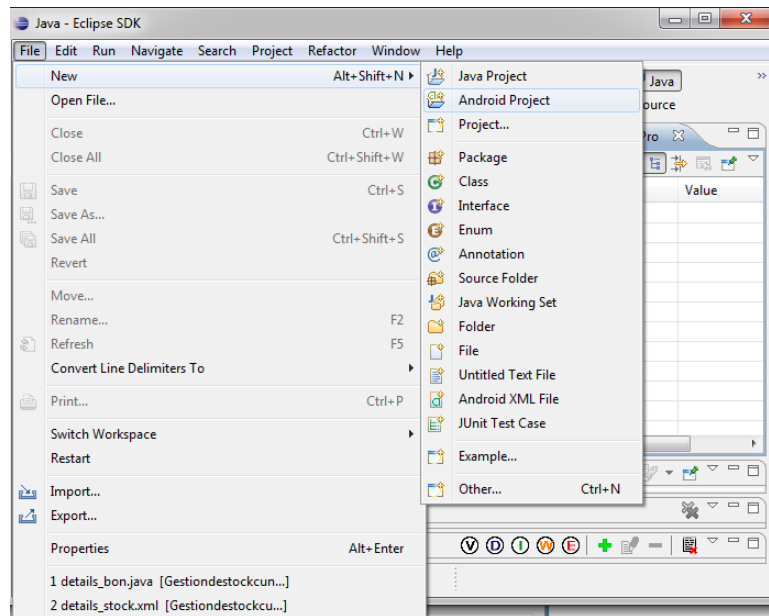 Java - Eclipse SDK
File Edit Run Navigate Search Project Refactor Window Help
New Alt+Shift+N
Open File...
Close Ctrl+W
Close All Ctrl+Shift+W
Save Ctrl+S
Save As...
Save All Ctrl+Shift+S
Revert
Move...
Rename... F2
Refresh F5
Convert Line Delimiters To
Print... Ctrl+P
Switch Workspace
Restart
Import...
Export...
Properties Alt+Enter
1 details_bon.java [Gestiondestockcun...]
2 details_stock.xml [Gestiondestockcu...]
Java Project
Android Project
Project...
Package
Class
Interface
Enum
Annotation
Source Folder
Java Working Set
Folder
File
Untitled Text File
Android XML File
JUnit Test Case
Example...
Other... Ctrl+N
Java
ource
Pro
Value
V D I W E